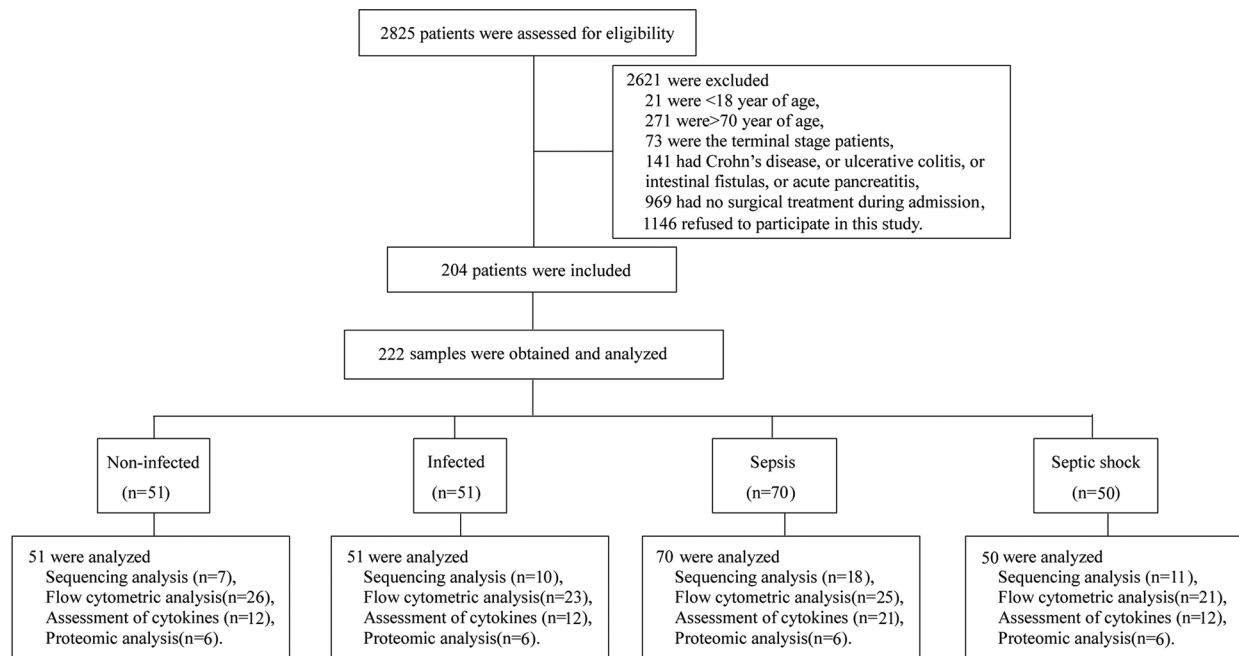 2825 patients were assessed for eligibility
2621 were excluded
21 were <18 year of age,
271 were>70 year of age,
73 were the terminal stage patients,
141 had Crohn's disease, or ulcerative colitis, or
intestinal fistulas, or acute pancreatitis,
969 had no surgical treatment during admission,
1146 refused to participate in this study.
204 patients were included
222 samples were obtained and analyzed
Non-infected
(n=51)
Infected
(n=51)
Sepsis
(n=70)
Septic shock
(n=50)
51 were analyzed
Sequencing analysis (n=7),
Flow cytometric analysis(n=26),
Assessment of cytokines (n=12),
Proteomic analysis(n=6).
51 were analyzed
Sequencing analysis (n=10),
Flow cytometric analysis(n=23),
Assessment of cytokines (n=12),
Proteomic analysis(n=6).
70 were analyzed
Sequencing analysis (n=18),
Flow cytometric analysis(n=25),
Assessment of cytokines (n=21),
Proteomic analysis(n=6).
50 were analyzed
Sequencing analysis (n=11),
Flow cytometric analysis(n=21),
Assessment of cytokines (n=12),
Proteomic analysis(n=6).